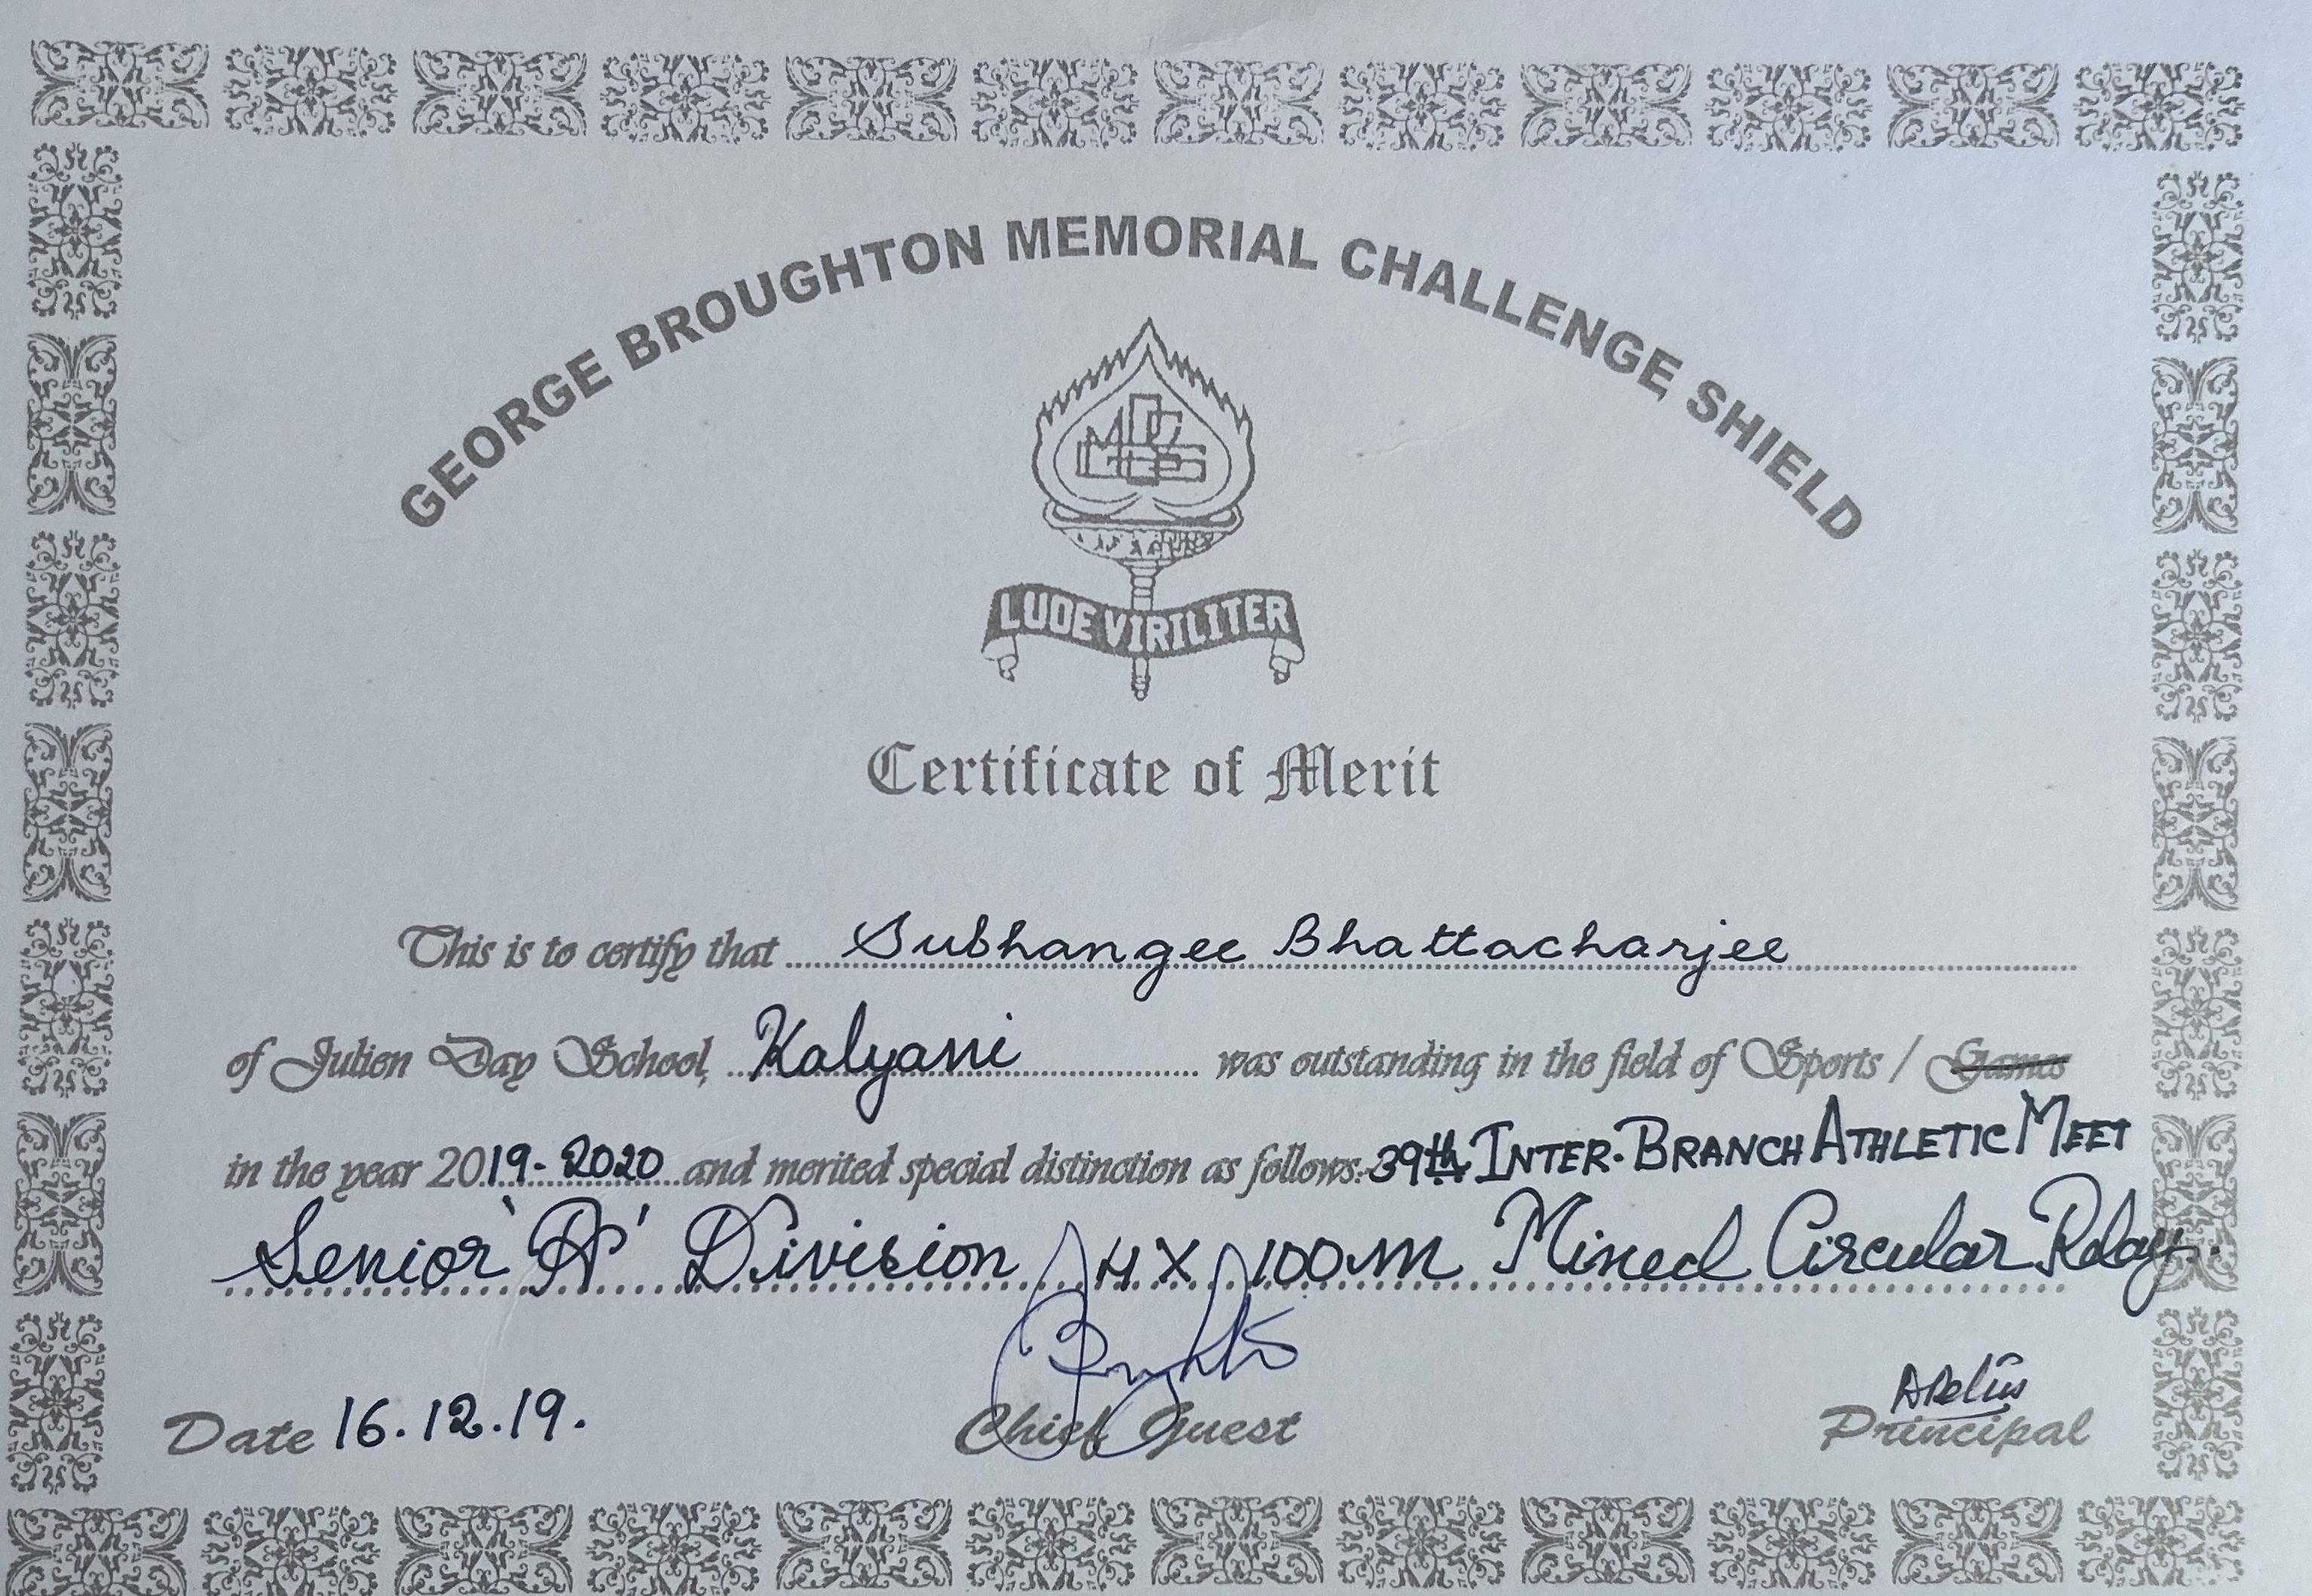 GEORGE BROUGHTON MEMORIAL CHALLENGE SHIELD
LUDE VIRILITER
Certificate of Merit
This is to certify that Subhangee Bhattacharjee
of Julien Day School, Kalyani was outstanding in the field of Sports / Games
in the year 2019-2020 and merited special distinction as follows: 39th INTER-BRANCH ATHLETIC MEET
Senior 'A' Division 4 X 100m Mixed Circular Relay.
Date 16.12.19.
Chief Guest
Principal